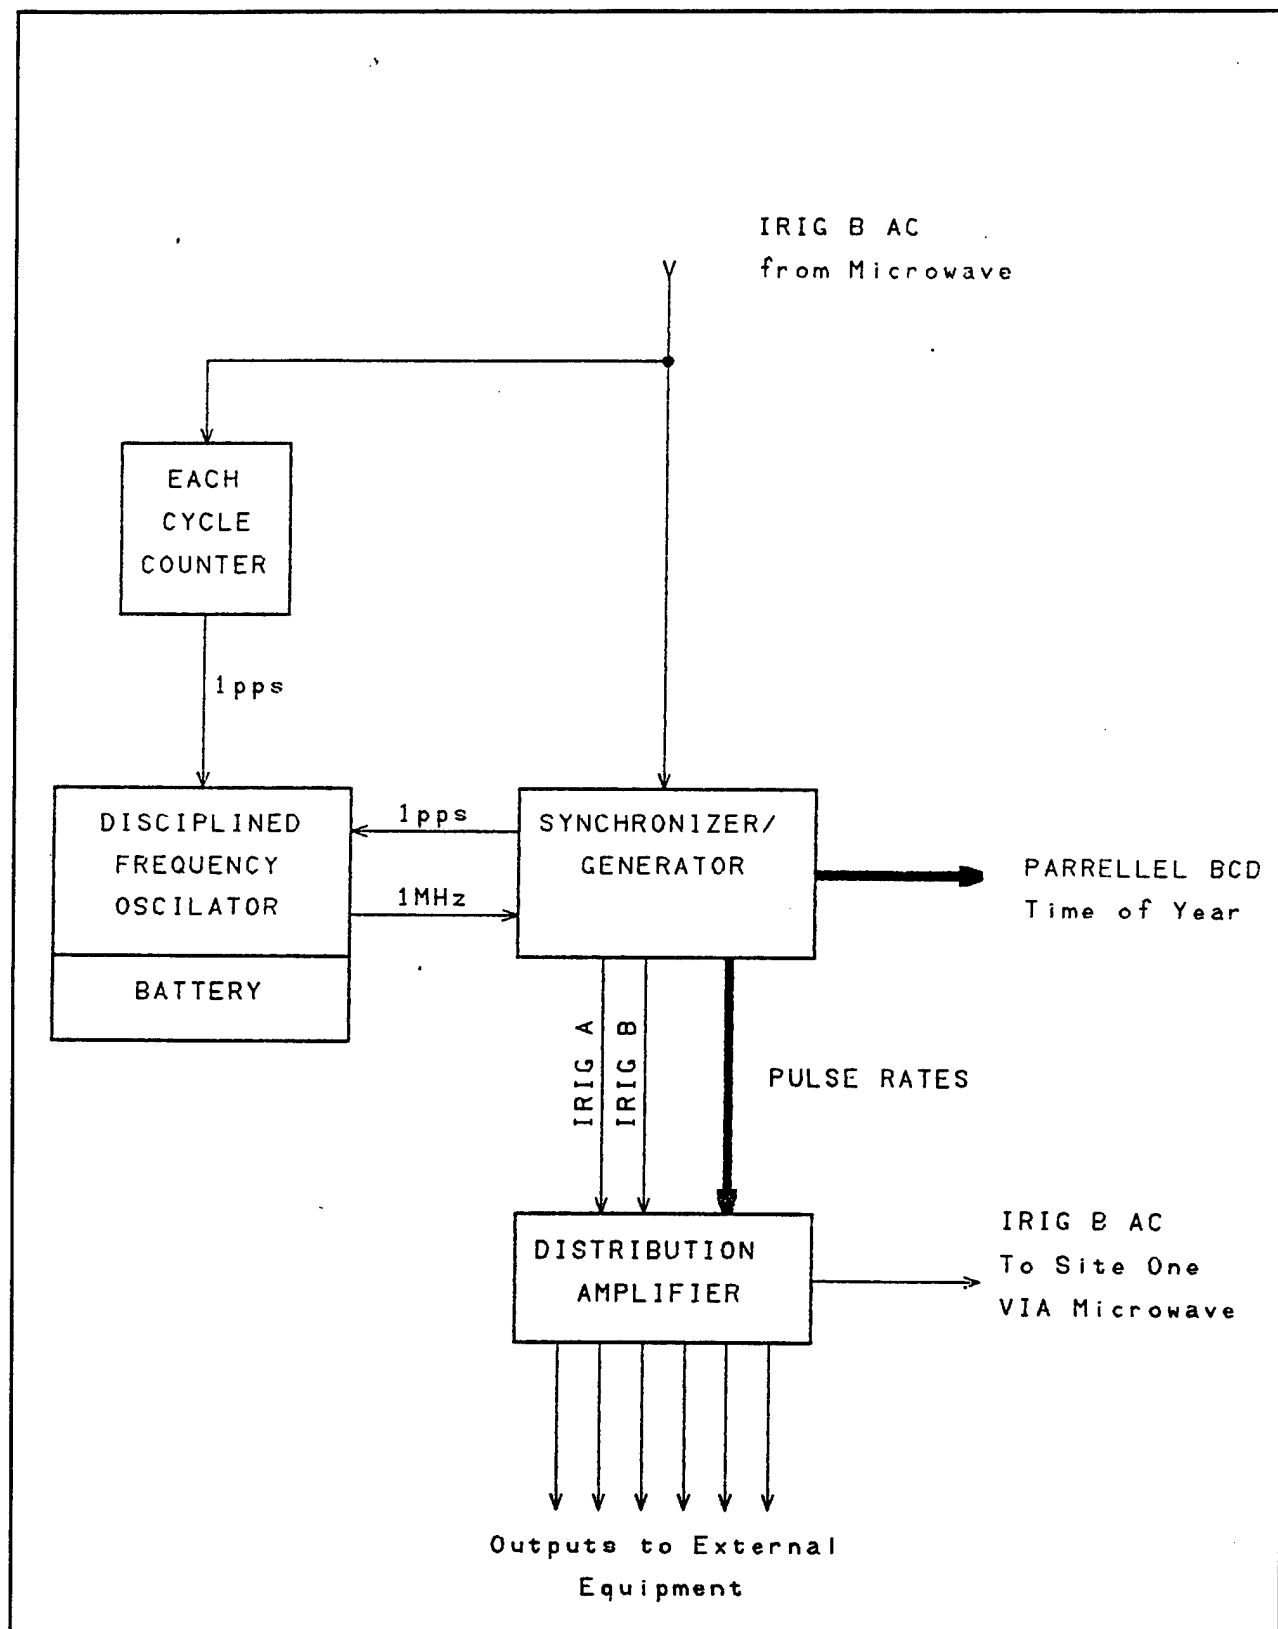 IRIG B AC
from Microwave
EACH
CYCLE
COUNTER
1pps
DISCIPLINED
FREQUENCY
OSCILATOR
BATTERY
1pps
1MHz
SYNCHRONIZER/
GENERATOR
PARRELLEL BCD
Time of Year
IRIG A
IRIG B
PULSE RATES
DISTRIBUTION
AMPLIFIER
IRIG B AC
To Site One
VIA Microwave
Outputs to External
Equipment